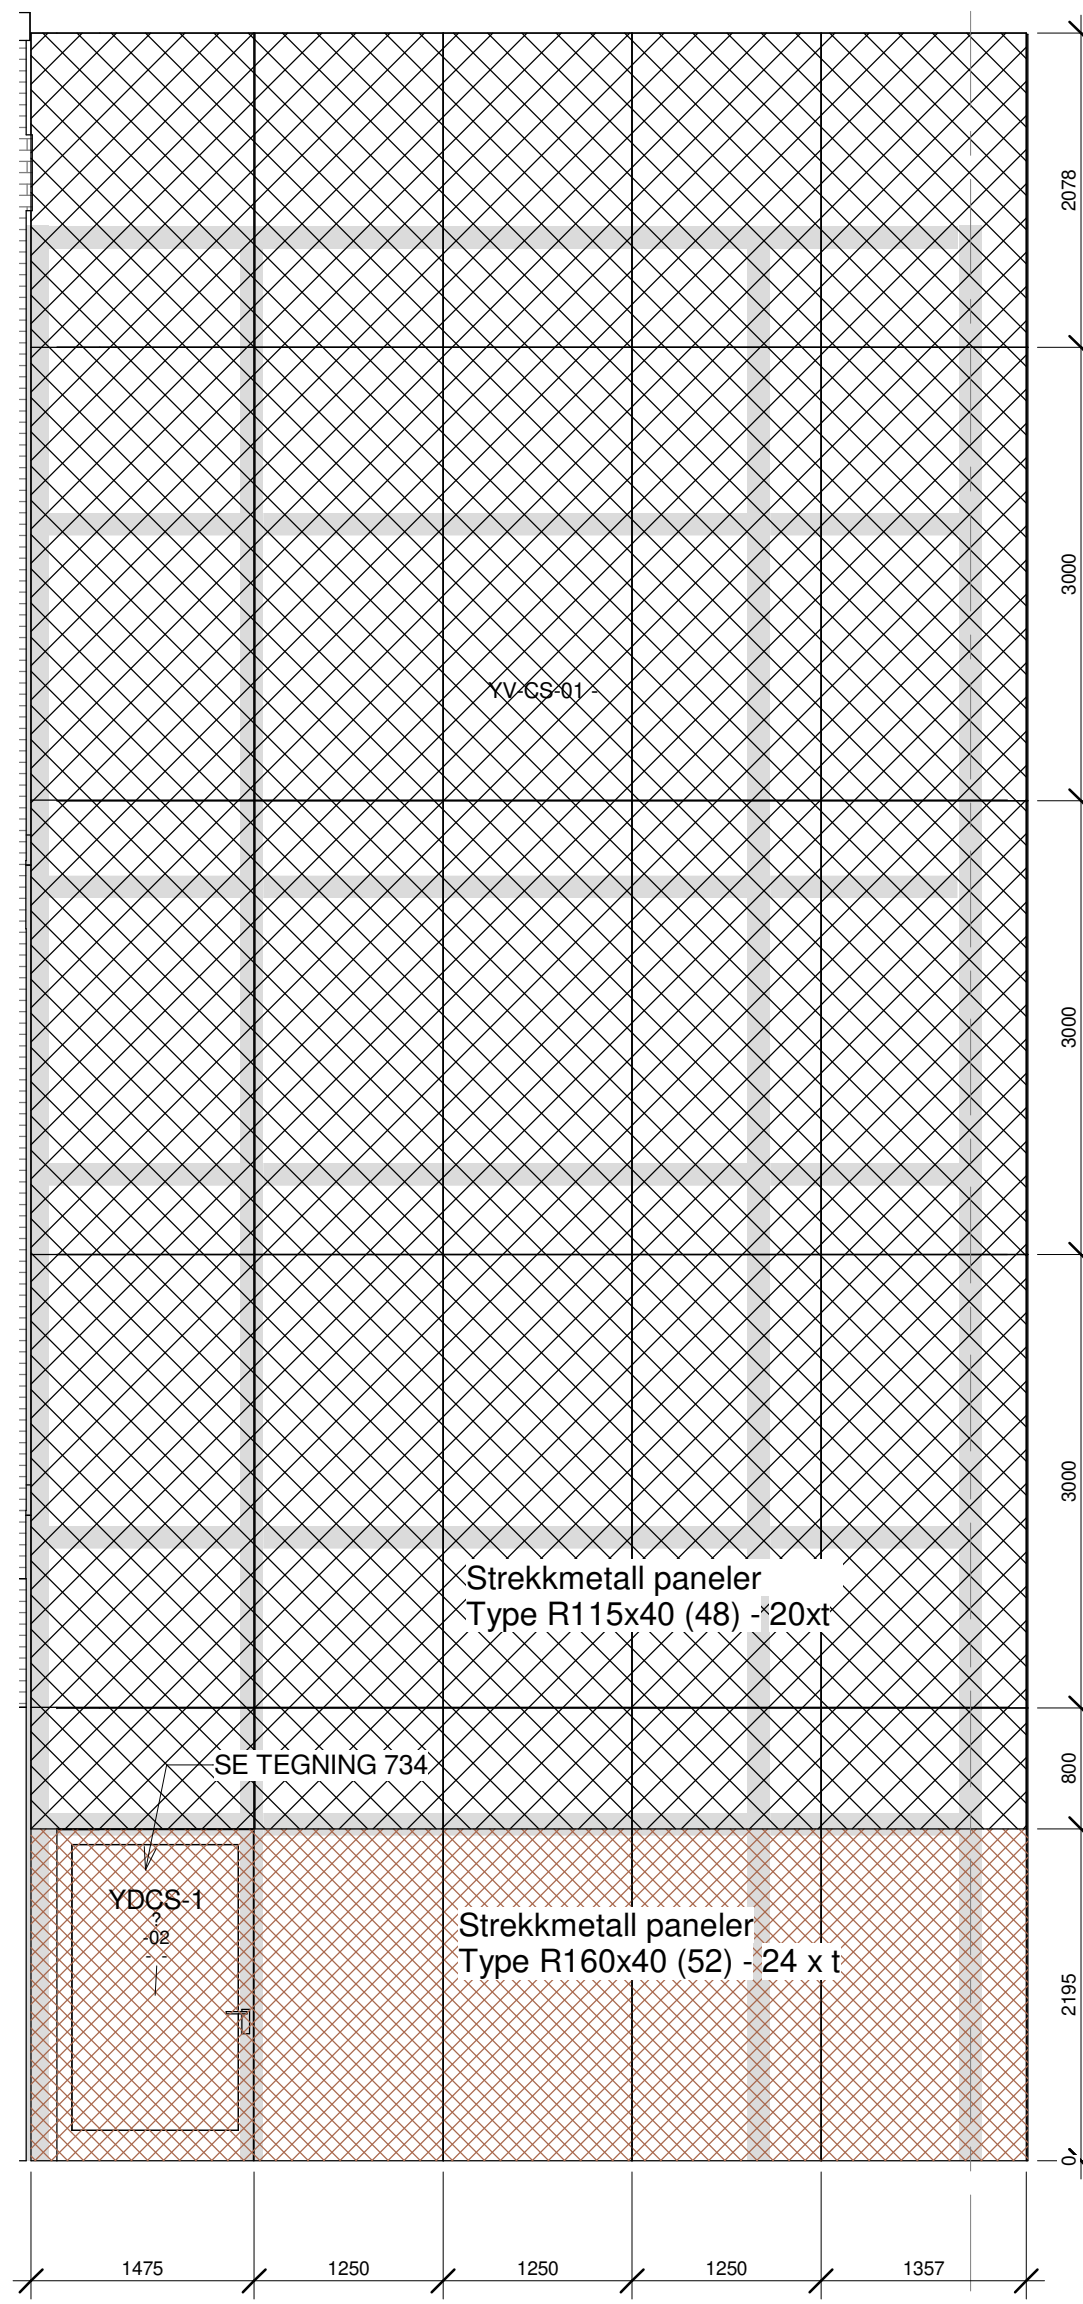 2078
3000
YV-CS-01 -
3000
3000
Strekkmetall paneler
Type R115x40 (48) - 20xt
800
SE TEGNING 734
YDCS-1
?
-02
- -
Strekkmetall paneler
Type R160x40 (52) - 24 x t
2195
0
1475
1250
1250
1250
1357